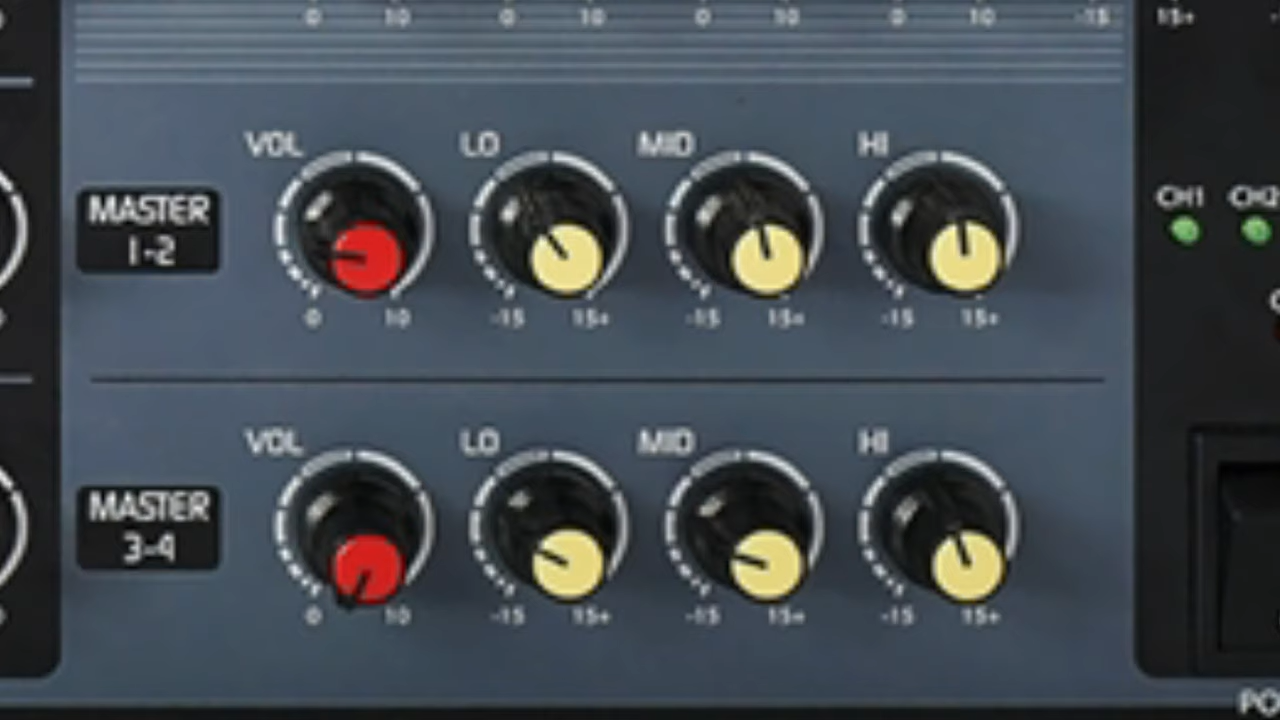 0 10 0 10 0 10 0 10 -15 15+
VOL LO MID HI
MASTER
1-2
CH1 CH2
0 10 -15 15+ -15 15+ -15 15+
VOL LO MID HI
MASTER
3-4
0 10 -15 15+ -15 15+ -15 15+